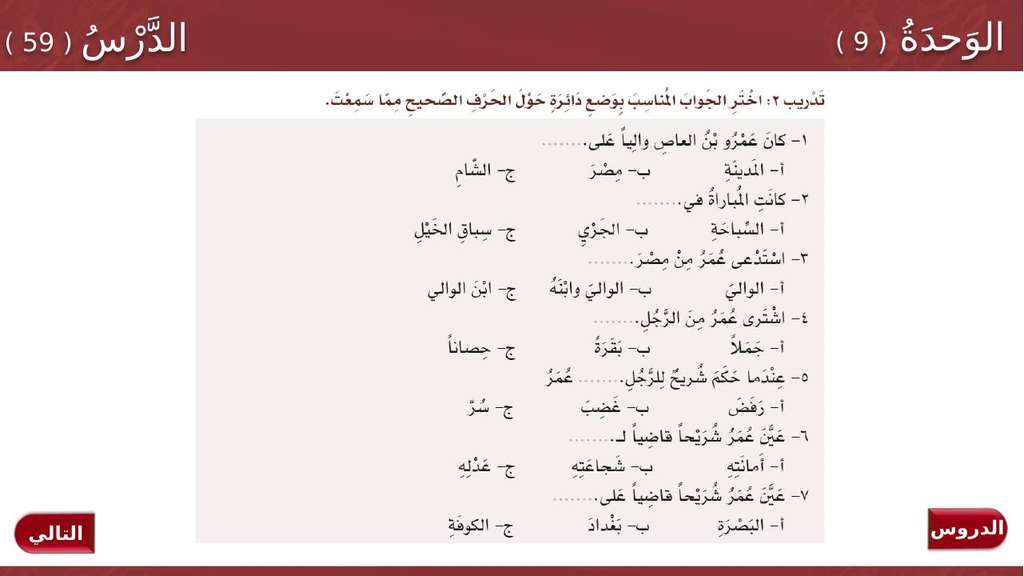 الوَحدَةُ ( 9 )
الدَّرْسُ ( 59 )
تَدْريب ٢: اخْتَرِ الجَوابَ المُناسِبَ بِوَضعِ دَائِرَةٍ حَوْلَ الحَرْفِ الصَّحيحِ مِمّا سَمِعْتَ.
١- كانَ عَمْرُو بْنُ العاصِ والِياً عَلى........
أ- المَدينَةِ ب- مِصْرَ ج- الشّامِ
٢- كانَتِ المُباراةُ في........
أ- السِّباحَةِ ب- الجَرْيِ ج- سِباقِ الخَيْلِ
٣- اسْتَدْعى عُمَرُ مِنْ مِصْرَ........
أ- الواليَ ب- الواليَ وابْنَهُ ج- ابْنَ الوالي
٤- اشْتَرى عُمَرُ مِنَ الرَّجُلِ........
أ- جَمَلاً ب- بَقَرَةً ج- حِصاناً
٥- عِنْدَما حَكَمَ شُريحٌ لِلرَّجُلِ........ عُمَرُ
أ- رَفَضَ ب- غَضِبَ ج- سُرَّ
٦- عَيَّنَ عُمَرُ شُرَيْحاً قاضِياً لـ........
أ- أَمانَتِهِ ب- شَجاعَتِهِ ج- عَدْلِهِ
٧- عَيَّنَ عُمَرُ شُرَيْحاً قاضِياً عَلى........
أ- البَصْرَةِ ب- بَغْدادَ ج- الكوفَةِ
الدروس
التالي